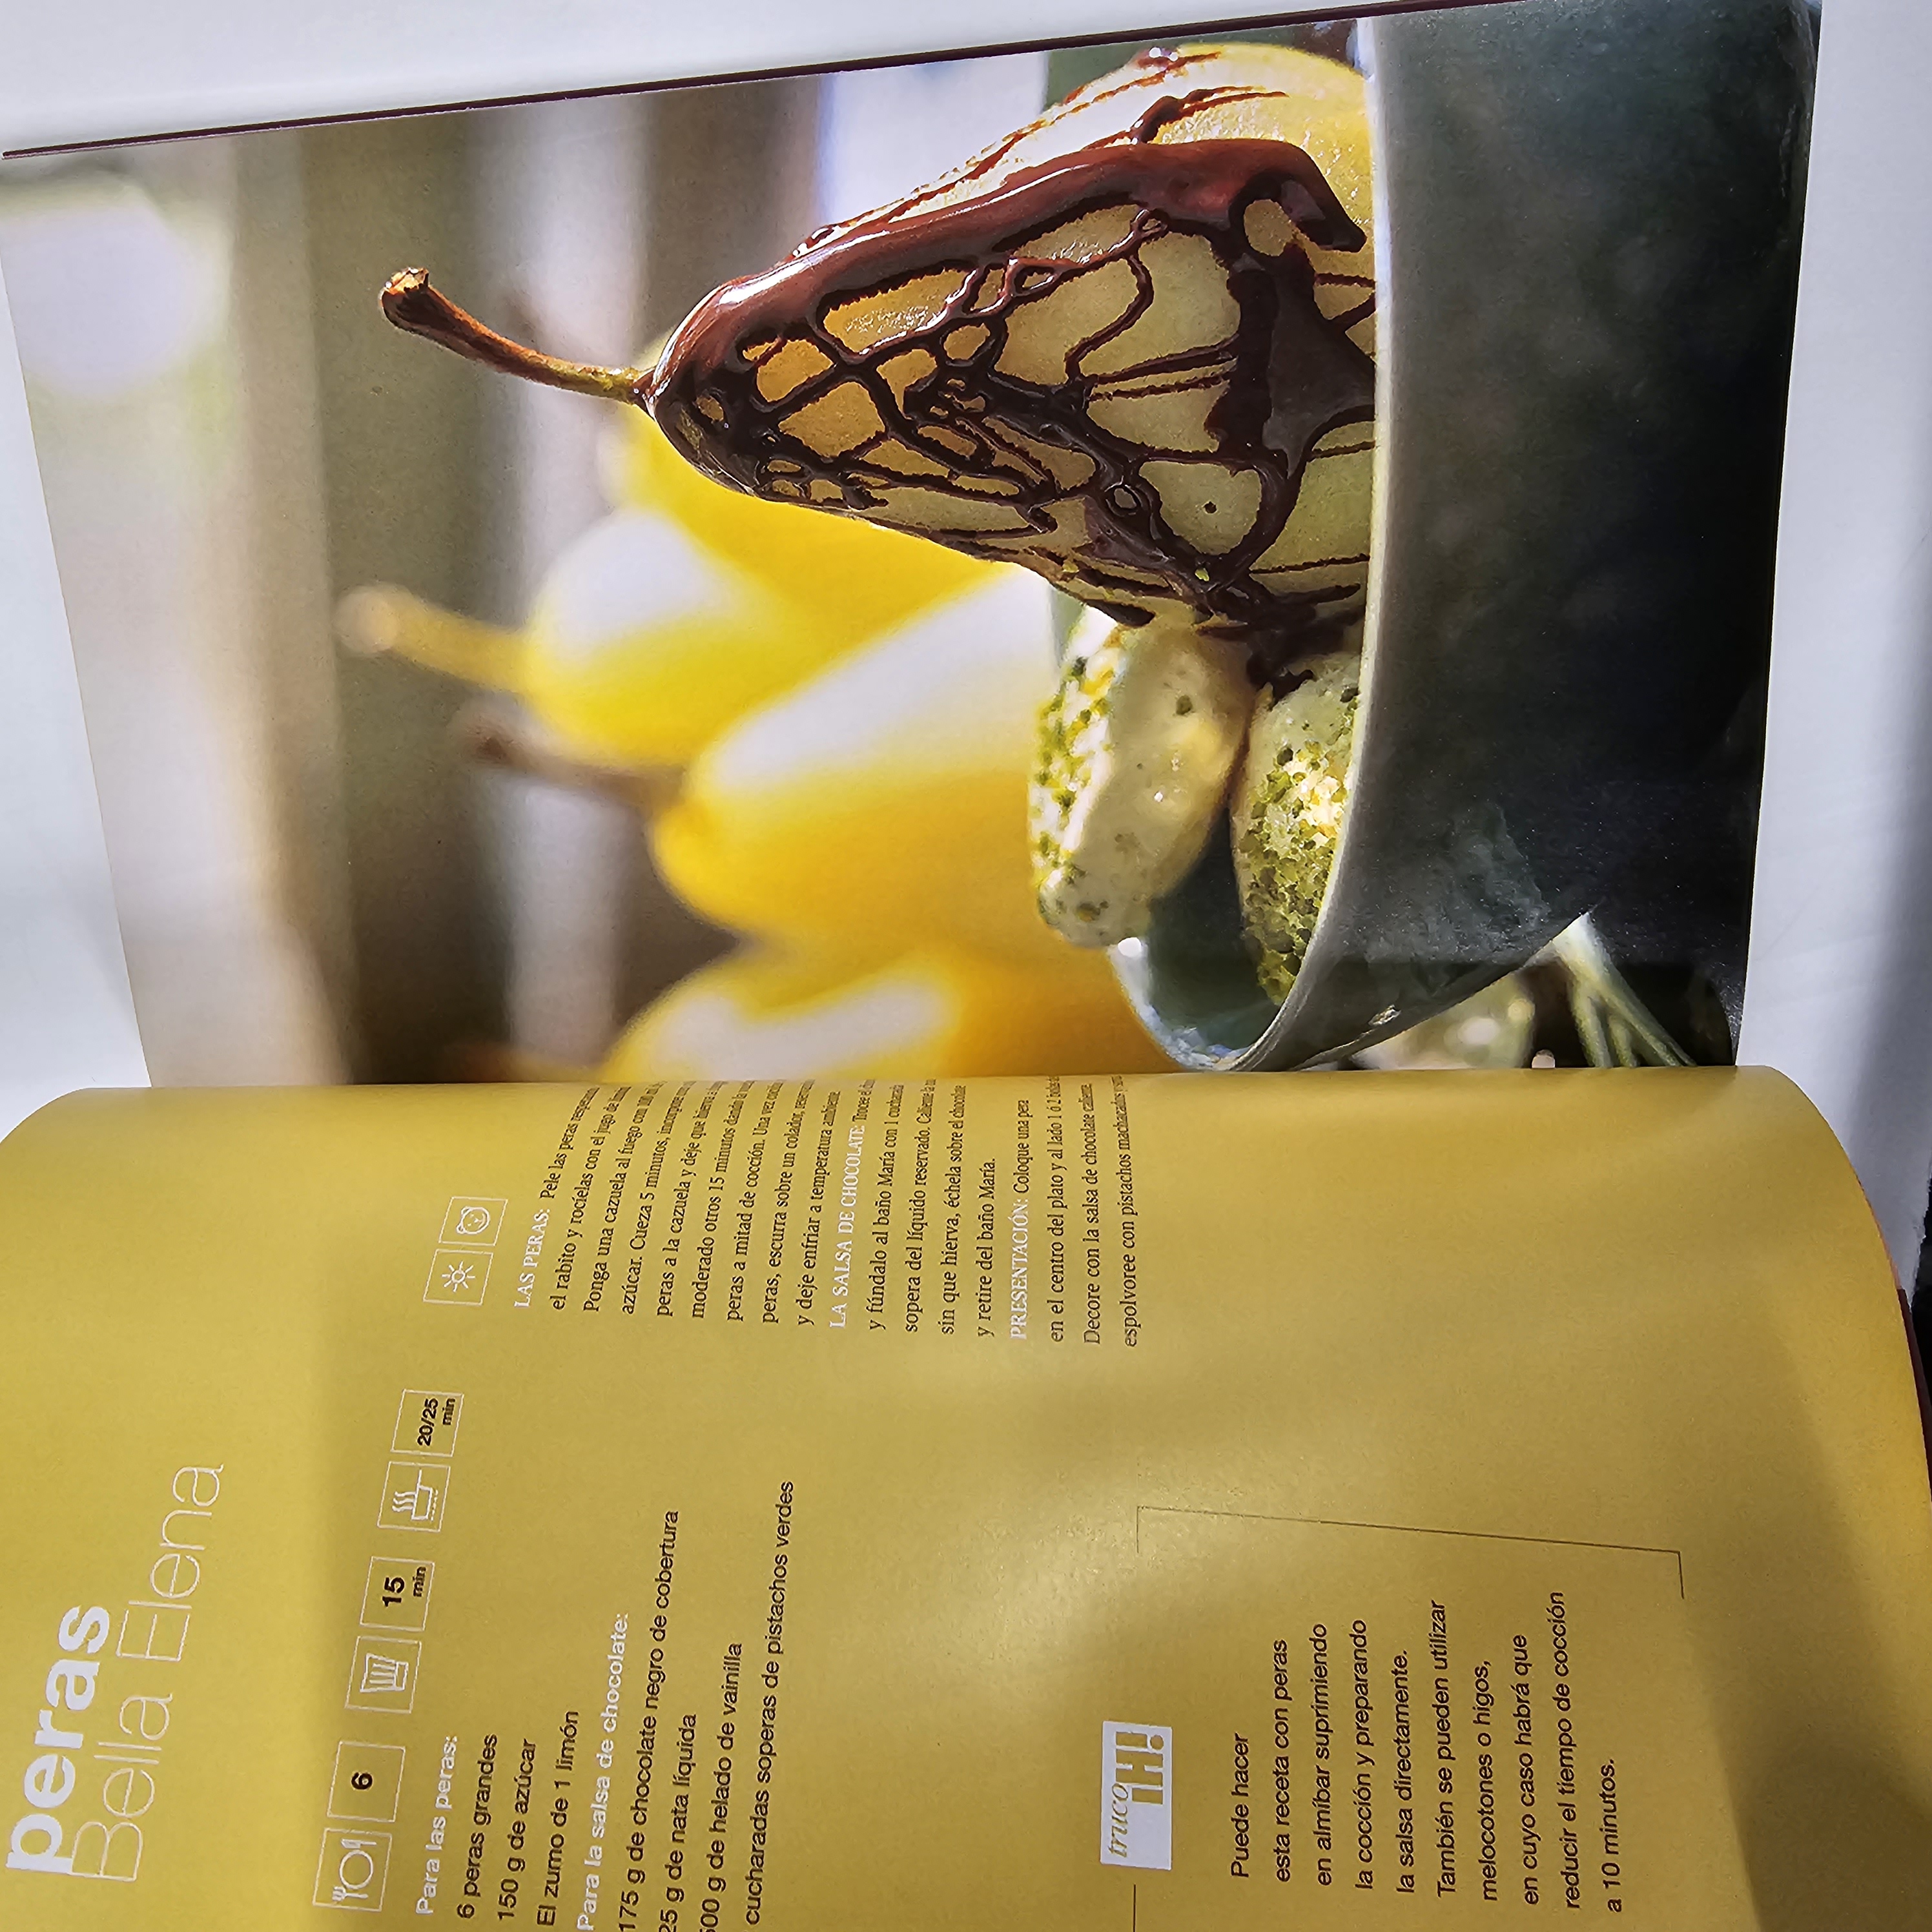 peras
Bella Elena
6
15
min
20/25
min
Para las peras:
6 peras grandes
150 g de azúcar
El zumo de 1 limón
Para la salsa de chocolate:
175 g de chocolate negro de cobertura
25 g de nata líquida
500 g de helado de vainilla
cucharadas soperas de pistachos verdes
LAS PERAS: Pele las peras respetando
el rabito y rocíelas con el jugo de limón.
Ponga una cazuela al fuego con 100 ml
azúcar. Cueza 5 minutos, incorpore
peras a la cazuela y deje que hierva a
moderado otros 15 minutos dando la
peras a mitad de cocción. Una vez
peras, escurra sobre un colador,
y deje enfriar a temperatura ambiente.
LA SALSA DE CHOCOLATE: Trocee el
y fúndalo al baño María con 1 cucharada
sopera del líquido reservado. Caliente la
sin que hierva, échela sobre el chocolate
y retire del baño María.
PRESENTACIÓN: Coloque una pera
en el centro del plato y al lado 1 ó 2 bolas
Decore con la salsa de chocolate caliente,
espolvoree con pistachos machacados y
truco
¡H!
Puede hacer
esta receta con peras
en almíbar suprimiendo
la cocción y preparando
la salsa directamente.
También se pueden utilizar
melocotones o higos,
en cuyo caso habrá que
reducir el tiempo de cocción
a 10 minutos.